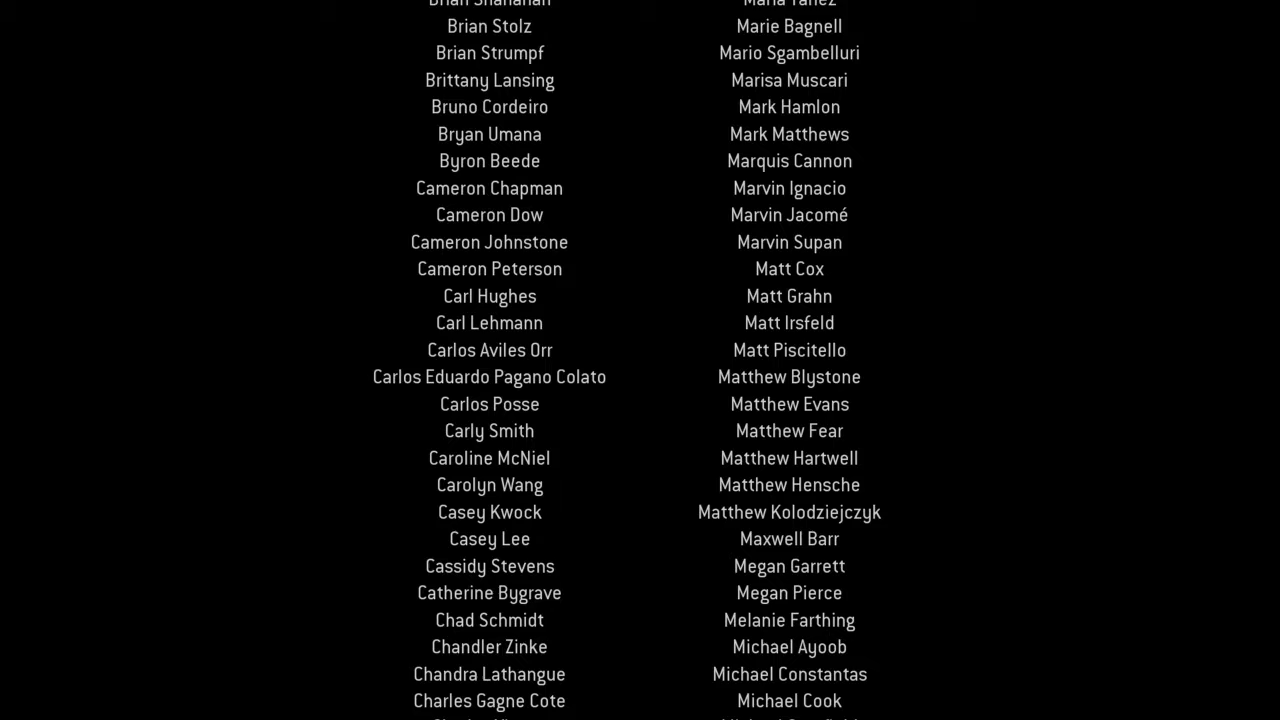 Brian Stolz
Brian Strumpf
Brittany Lansing
Bruno Cordeiro
Bryan Umana
Byron Beede
Cameron Chapman
Cameron Dow
Cameron Johnstone
Cameron Peterson
Carl Hughes
Carl Lehmann
Carlos Aviles Orr
Carlos Eduardo Pagano Colato
Carlos Posse
Carly Smith
Caroline McNiel
Carolyn Wang
Casey Kwock
Casey Lee
Cassidy Stevens
Catherine Bygrave
Chad Schmidt
Chandler Zinke
Chandra Lathangue
Charles Gagne Cote
Marie Bagnell
Mario Sgambelluri
Marisa Muscari
Mark Hamlon
Mark Matthews
Marquis Cannon
Marvin Ignacio
Marvin Jacomé
Marvin Supan
Matt Cox
Matt Grahn
Matt Irsfeld
Matt Piscitello
Matthew Blystone
Matthew Evans
Matthew Fear
Matthew Hartwell
Matthew Hensche
Matthew Kolodziejczyk
Maxwell Barr
Megan Garrett
Megan Pierce
Melanie Farthing
Michael Ayoob
Michael Constantas
Michael Cook